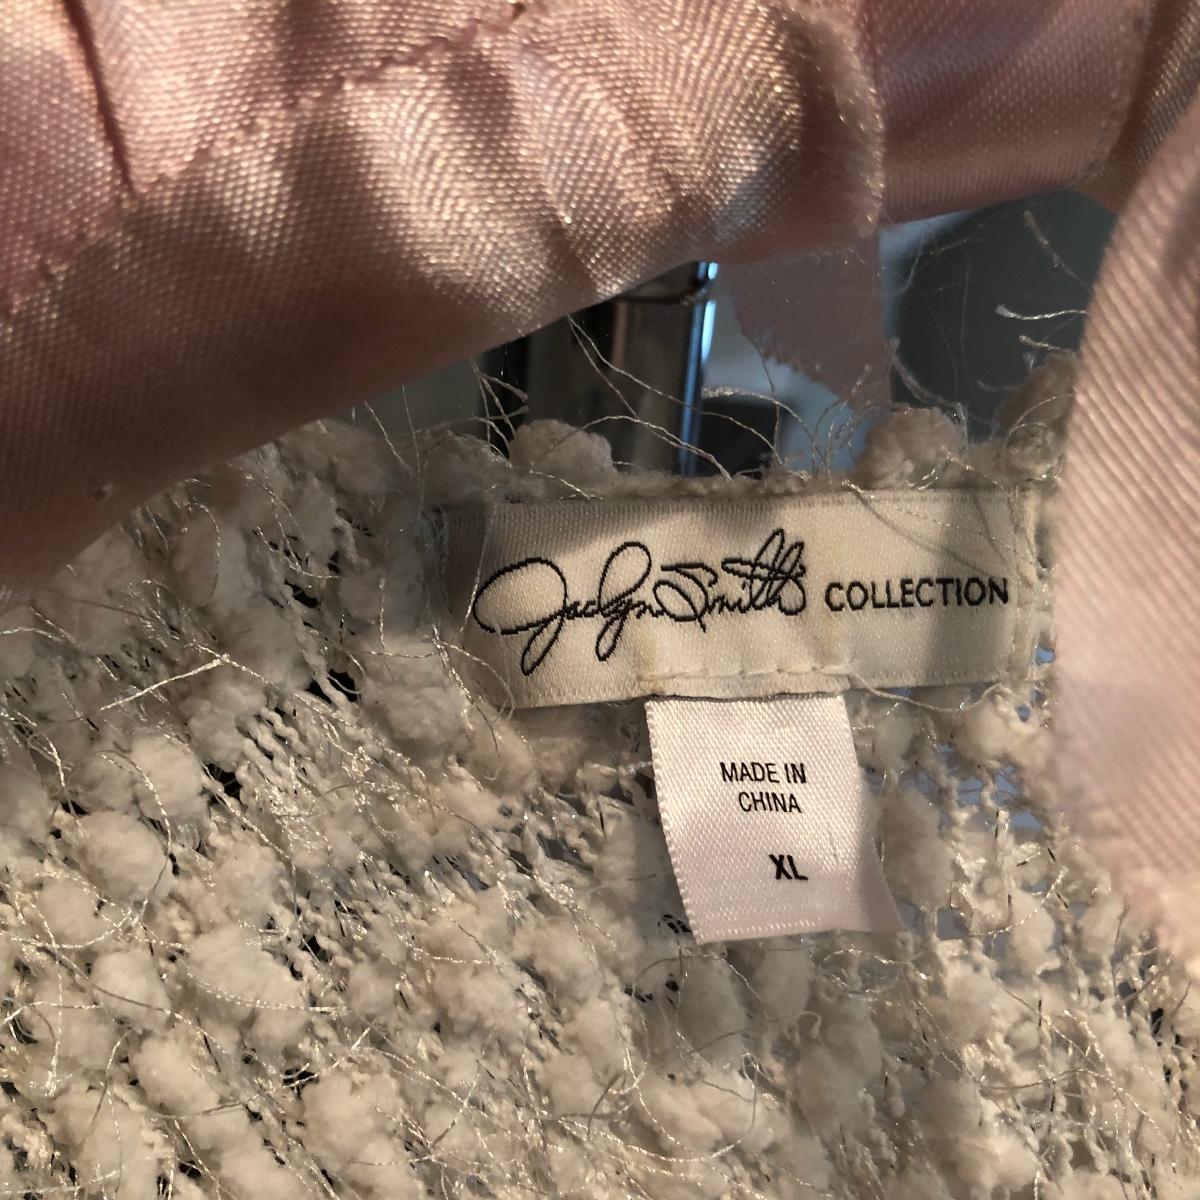 Jaclyn Smith COLLECTION
MADE IN
CHINA
XL